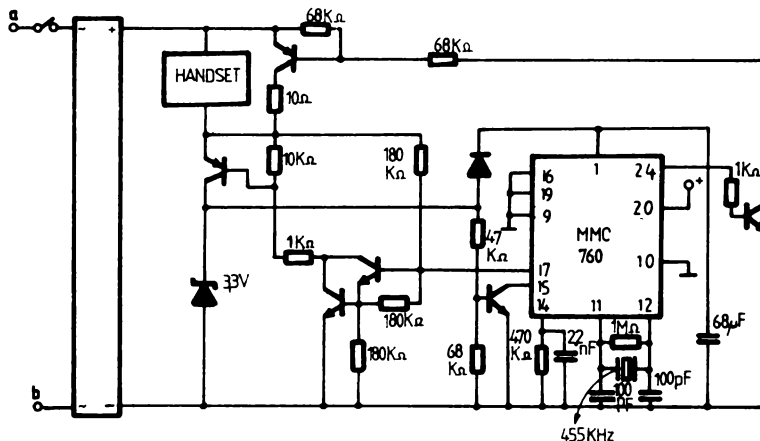 a
68KΩ
68KΩ
HANDSET
10Ω
10KΩ
180
KΩ
1KΩ
3,3V
180KΩ
180KΩ
47
KΩ
68
KΩ
470
KΩ
22
nF
16
19
9
1
24
20
MMC
760
10
17
15
14
11
12
1KΩ
+
1MΩ
68µF
100
pF
100pF
455KHz
b
~
+
~
-